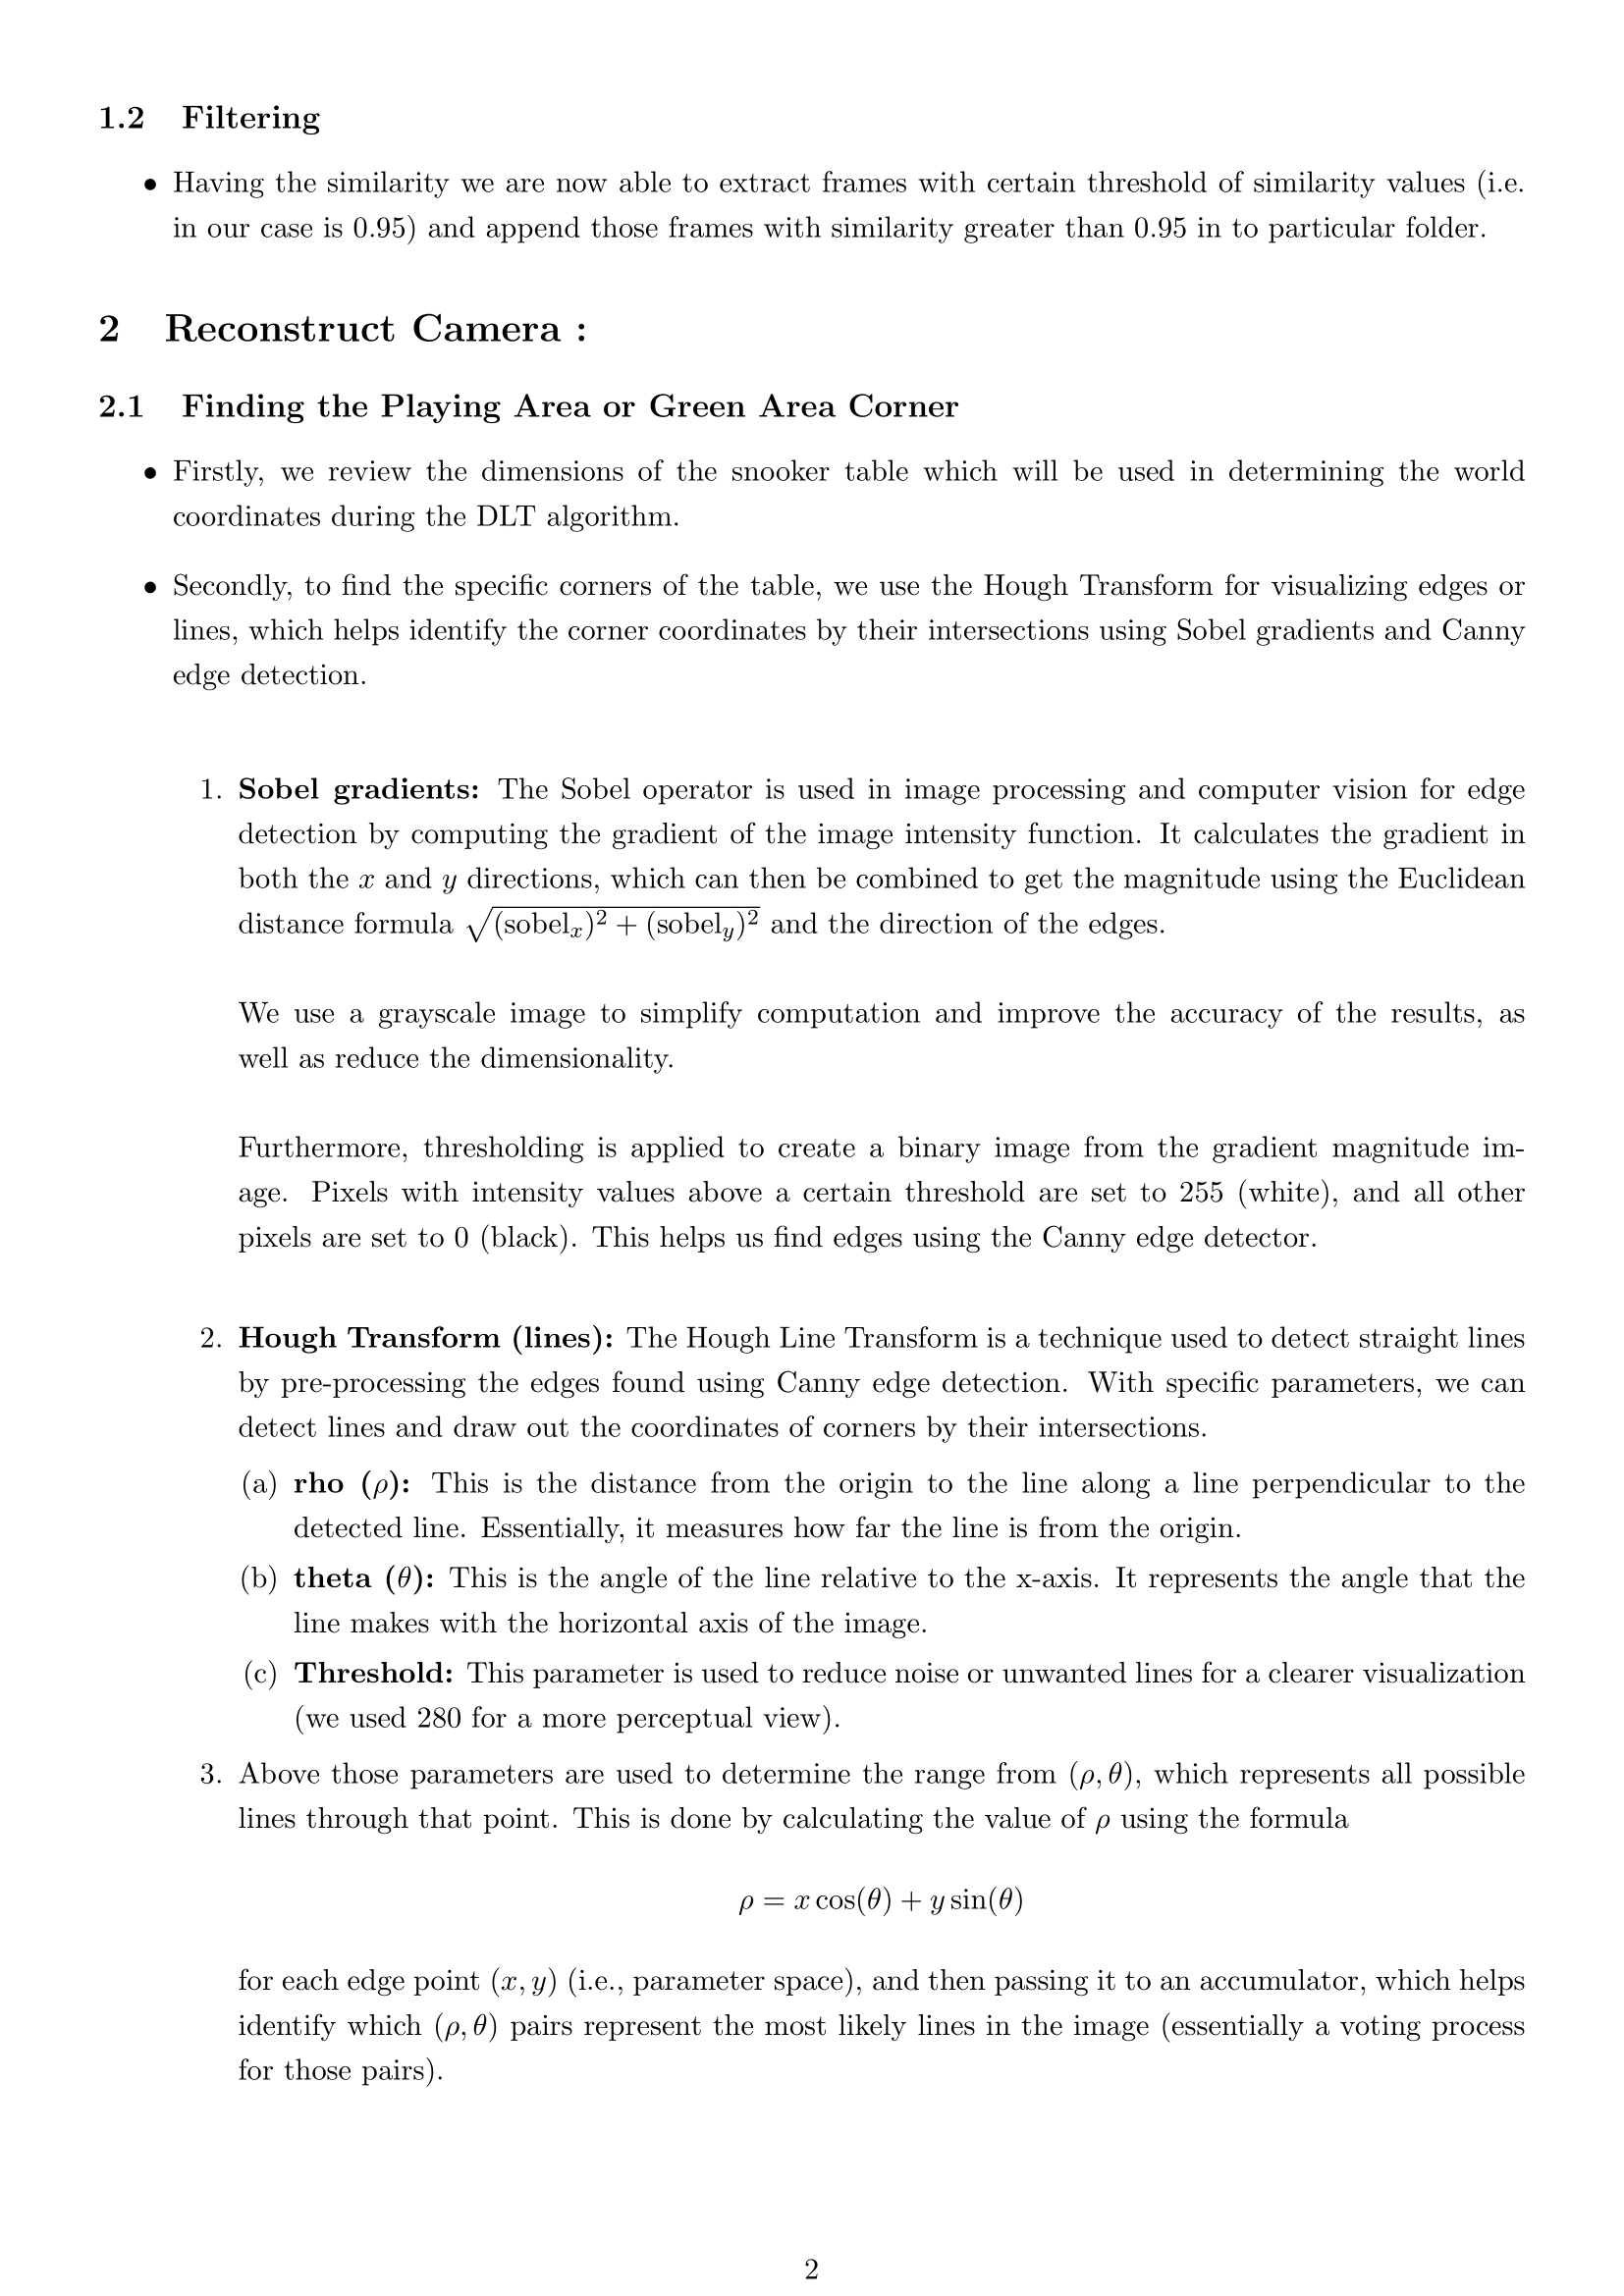 1.2 Filtering
• Having the similarity we are now able to extract frames with certain threshold of similarity values (i.e.
in our case is 0.95) and append those frames with similarity greater than 0.95 in to particular folder.
2 Reconstruct Camera :
2.1 Finding the Playing Area or Green Area Corner
• Firstly, we review the dimensions of the snooker table which will be used in determining the world
coordinates during the DLT algorithm.
• Secondly, to find the specific corners of the table, we use the Hough Transform for visualizing edges or
lines, which helps identify the corner coordinates by their intersections using Sobel gradients and Canny
edge detection.
1. Sobel gradients: The Sobel operator is used in image processing and computer vision for edge
detection by computing the gradient of the image intensity function. It calculates the gradient in
both the x and y directions, which can then be combined to get the magnitude using the Euclidean
distance formula √((sobelₓ)² + (sobel_y)²) and the direction of the edges.
We use a grayscale image to simplify computation and improve the accuracy of the results, as
well as reduce the dimensionality.
Furthermore, thresholding is applied to create a binary image from the gradient magnitude im-
age. Pixels with intensity values above a certain threshold are set to 255 (white), and all other
pixels are set to 0 (black). This helps us find edges using the Canny edge detector.
2. Hough Transform (lines): The Hough Line Transform is a technique used to detect straight lines
by pre-processing the edges found using Canny edge detection. With specific parameters, we can
detect lines and draw out the coordinates of corners by their intersections.
(a) rho (ρ): This is the distance from the origin to the line along a line perpendicular to the
detected line. Essentially, it measures how far the line is from the origin.
(b) theta (θ): This is the angle of the line relative to the x-axis. It represents the angle that the
line makes with the horizontal axis of the image.
(c) Threshold: This parameter is used to reduce noise or unwanted lines for a clearer visualization
(we used 280 for a more perceptual view).
3. Above those parameters are used to determine the range from (ρ, θ), which represents all possible
lines through that point. This is done by calculating the value of ρ using the formula
ρ = x cos(θ) + y sin(θ)
for each edge point (x, y) (i.e., parameter space), and then passing it to an accumulator, which helps
identify which (ρ, θ) pairs represent the most likely lines in the image (essentially a voting process
for those pairs).
2